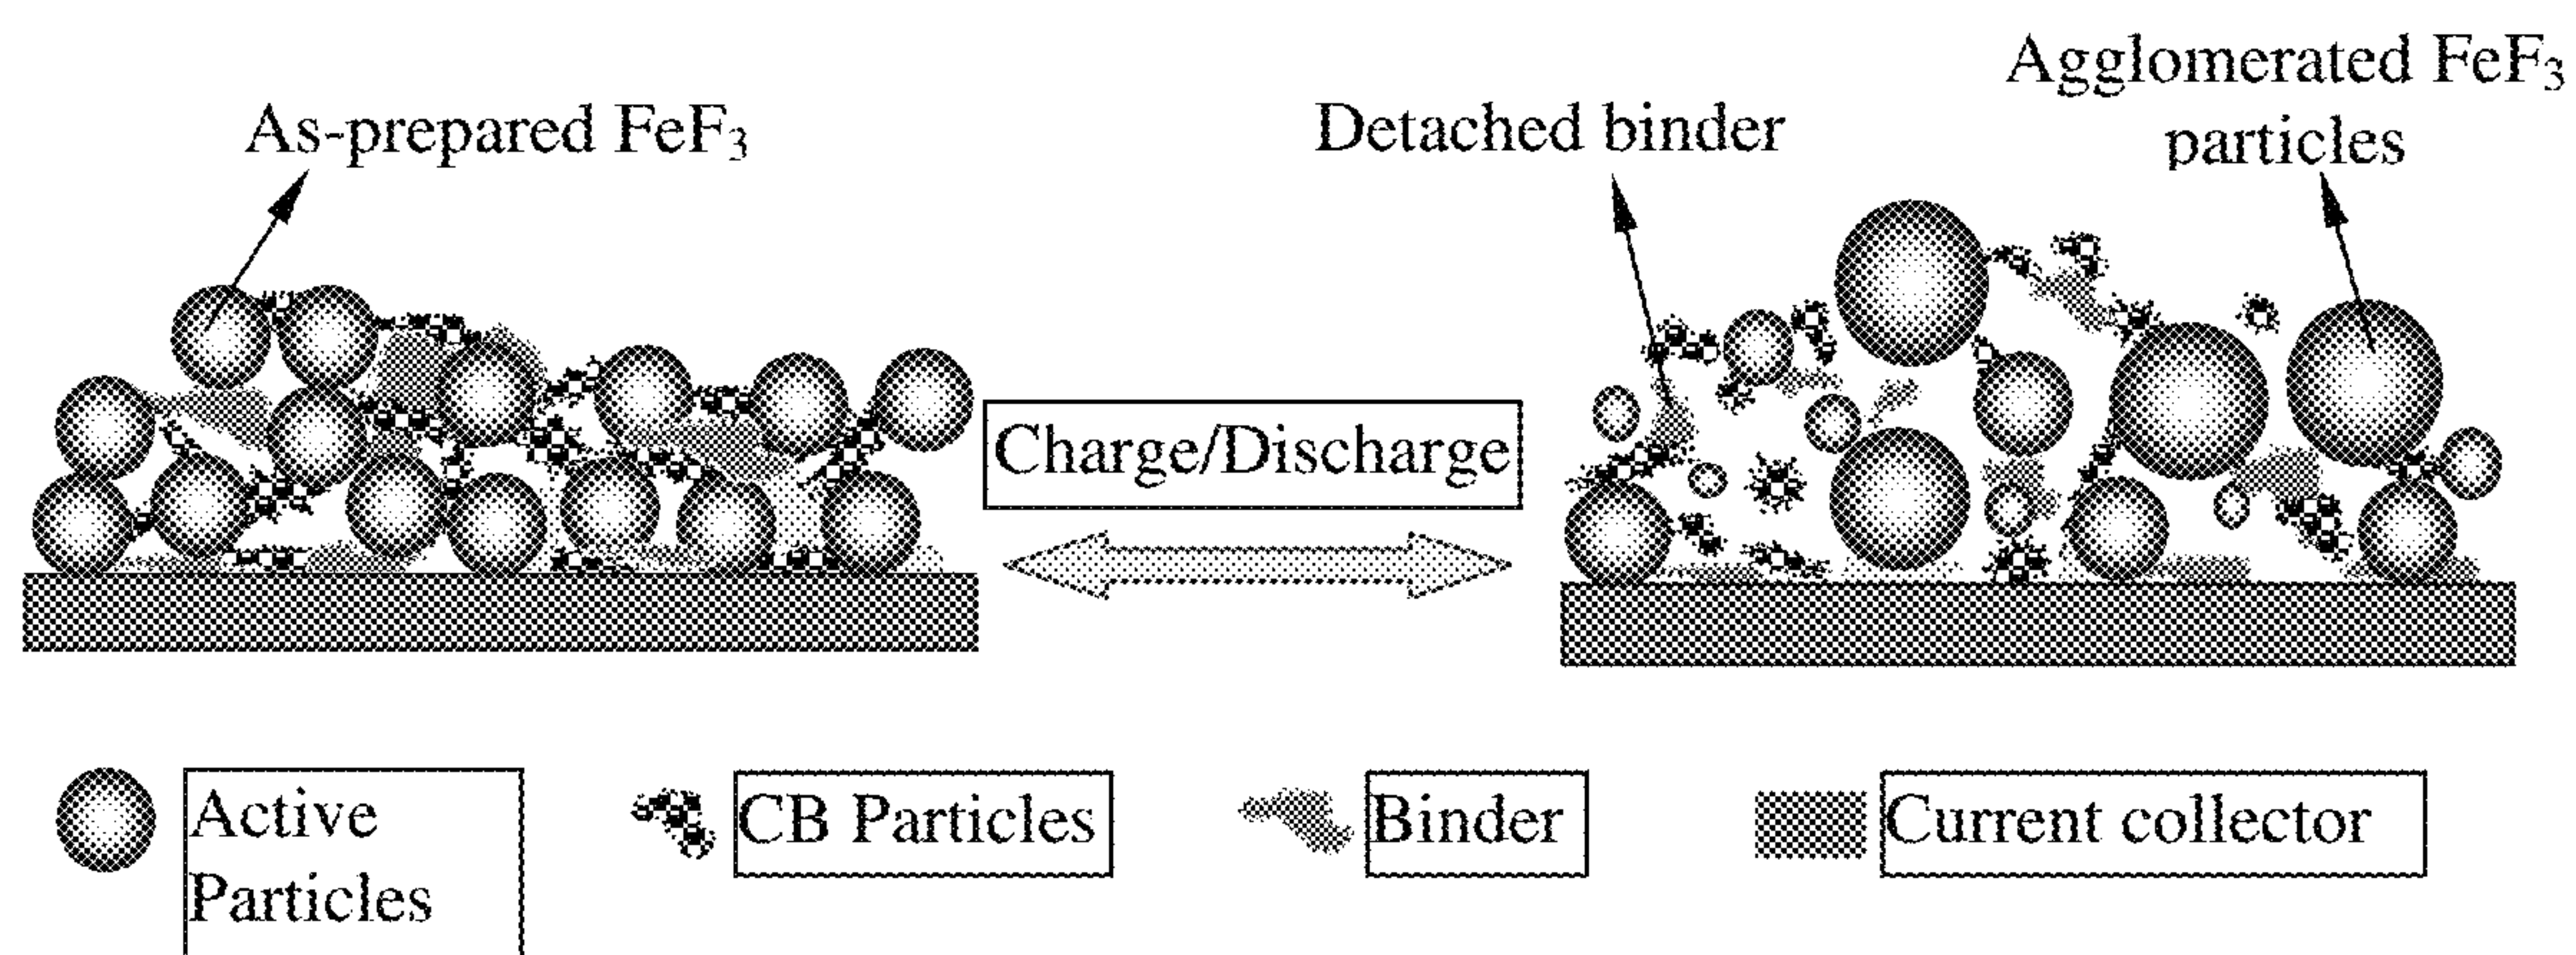 As-prepared FeF₃
Detached binder
Agglomerated FeF₃
particles
Charge/Discharge
Active
Particles
CB Particles
Binder
Current collector